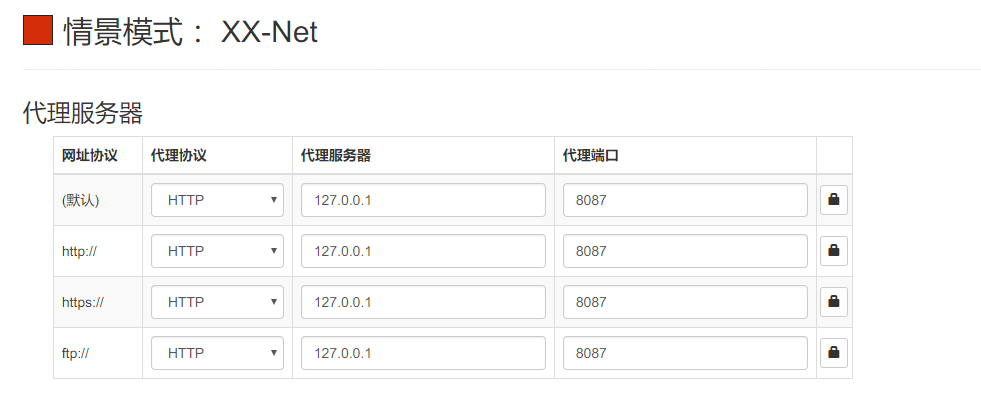 情景模式： XX-Net
代理服务器
网址协议 代理协议 代理服务器 代理端口
(默认) HTTP 127.0.0.1 8087
http:// HTTP 127.0.0.1 8087
https:// HTTP 127.0.0.1 8087
ftp:// HTTP 127.0.0.1 8087